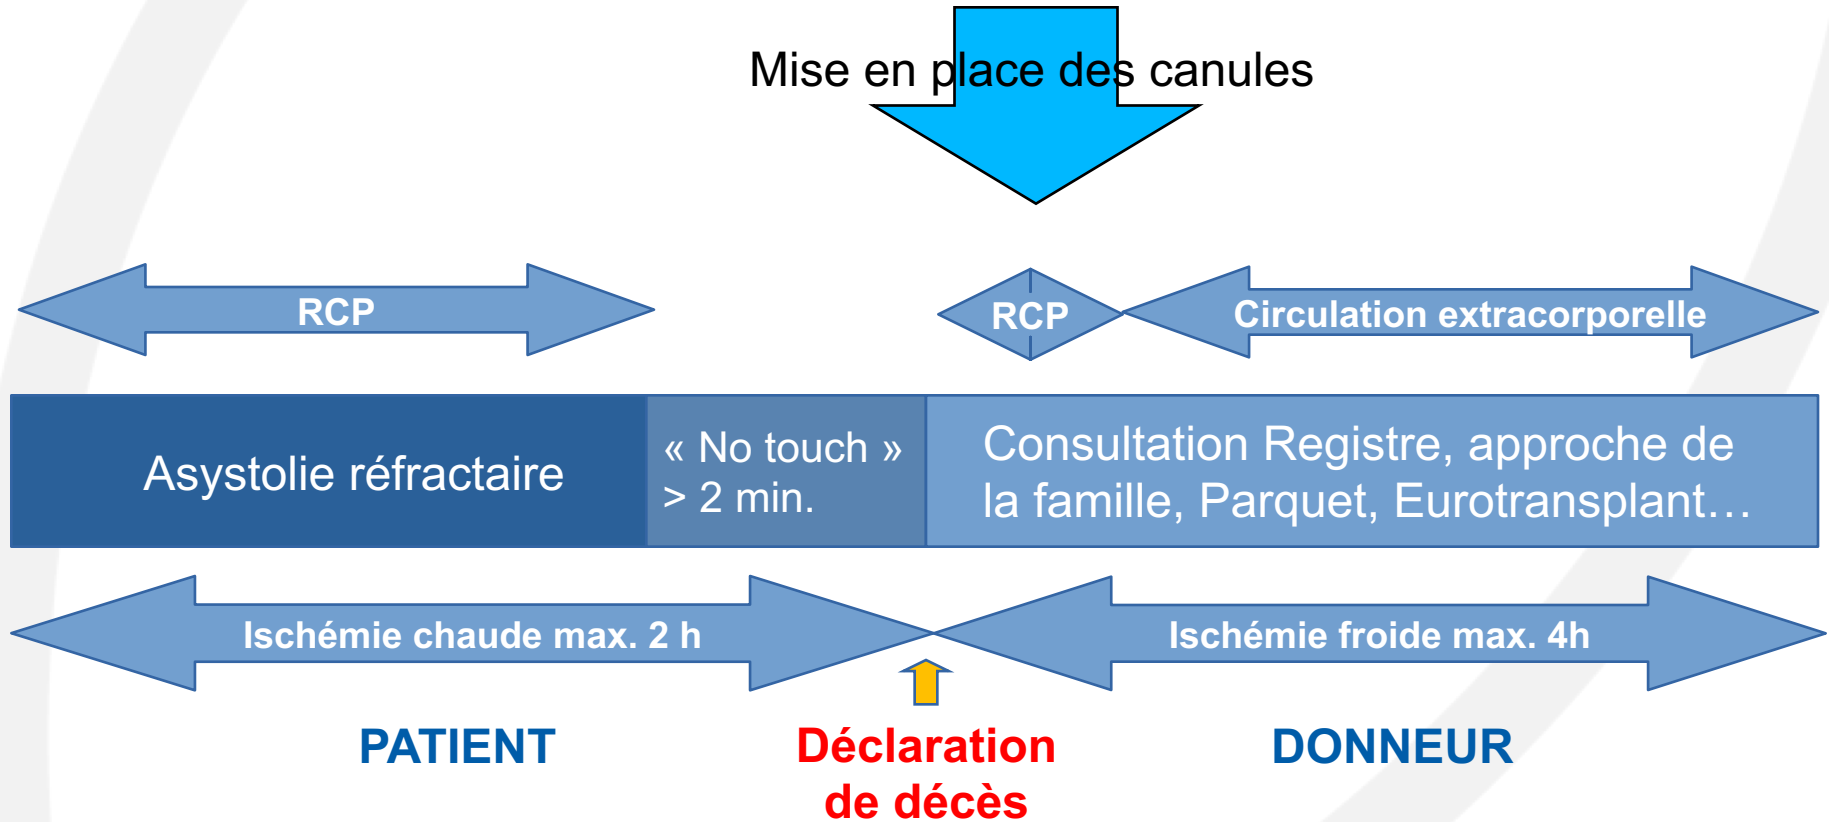 Mise en place des canules
RCP
RCP
Circulation extracorporelle
Asystolie réfractaire
« No touch »
> 2 min.
Consultation Registre, approche de
la famille, Parquet, Eurotransplant…
Ischémie chaude max. 2 h
Ischémie froide max. 4h
PATIENT
Déclaration
de décès
DONNEUR